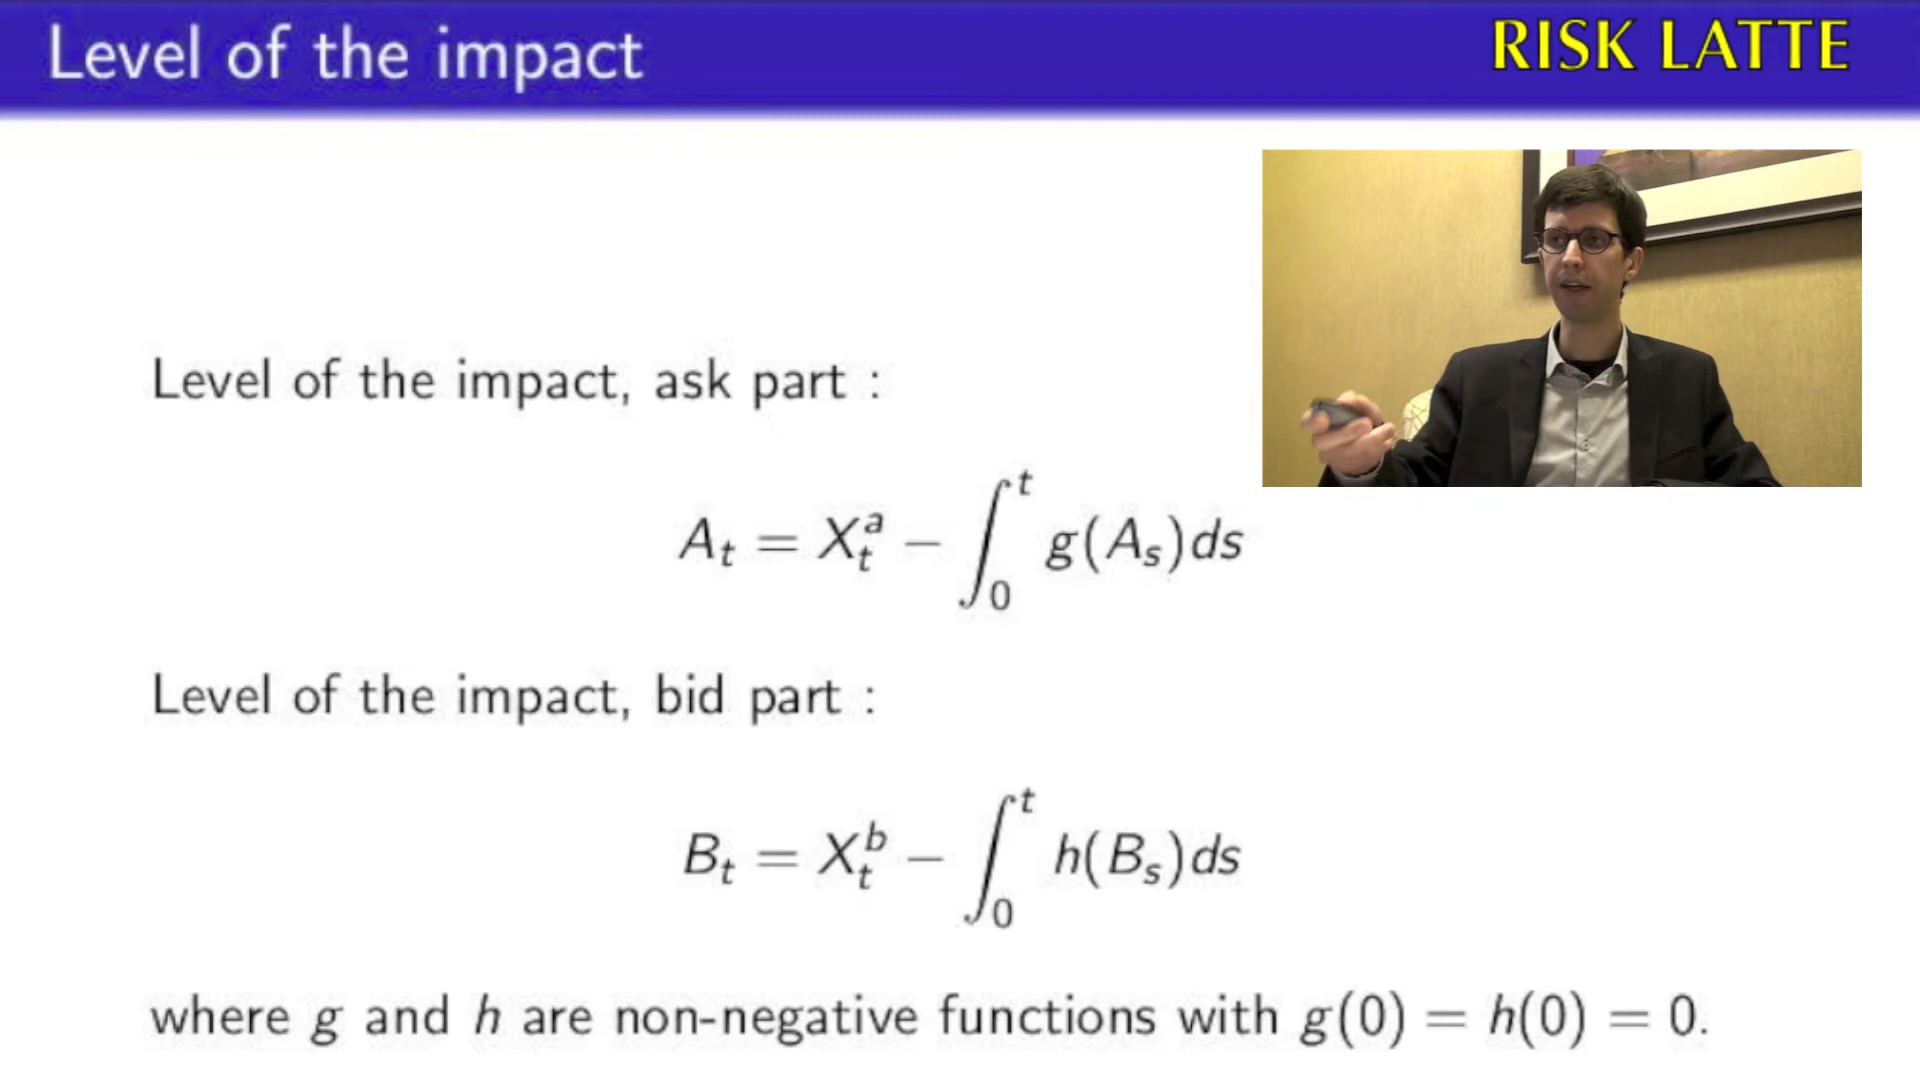 Level of the impact
RISK LATTE
Level of the impact, ask part :
A_t = X_t^a − ∫_0^t g(A_s)ds
Level of the impact, bid part :
B_t = X_t^b − ∫_0^t h(B_s)ds
where g and h are non-negative functions with g(0) = h(0) = 0.